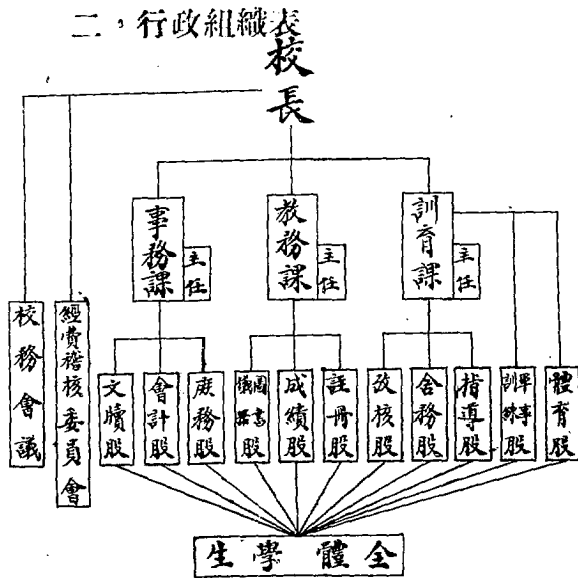 二，行政組織表
校長
訓育課
主任
教務課
主任
事務課
主任
體育股
軍事訓練股
指導股
舍務股
攷核股
註冊股
成績股
圖書儀器股
庶務股
會計股
文牘股
經費稽核委員會
校務會議
全體學生